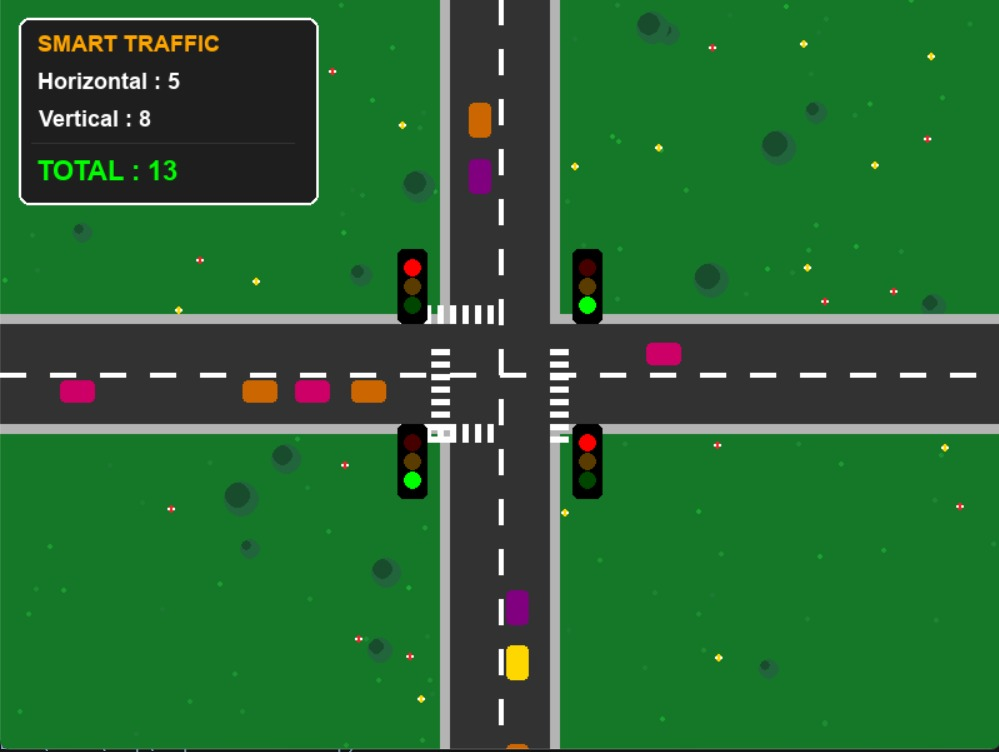 SMART TRAFFIC
Horizontal : 5
Vertical : 8
TOTAL : 13